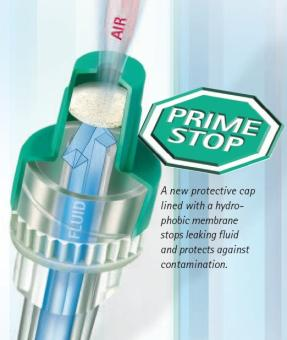 AIR
PRIME
STOP
FLUID
A new protective cap
lined with a hydro-
phobic membrane
stops leaking fluid
and protects against
contamination.